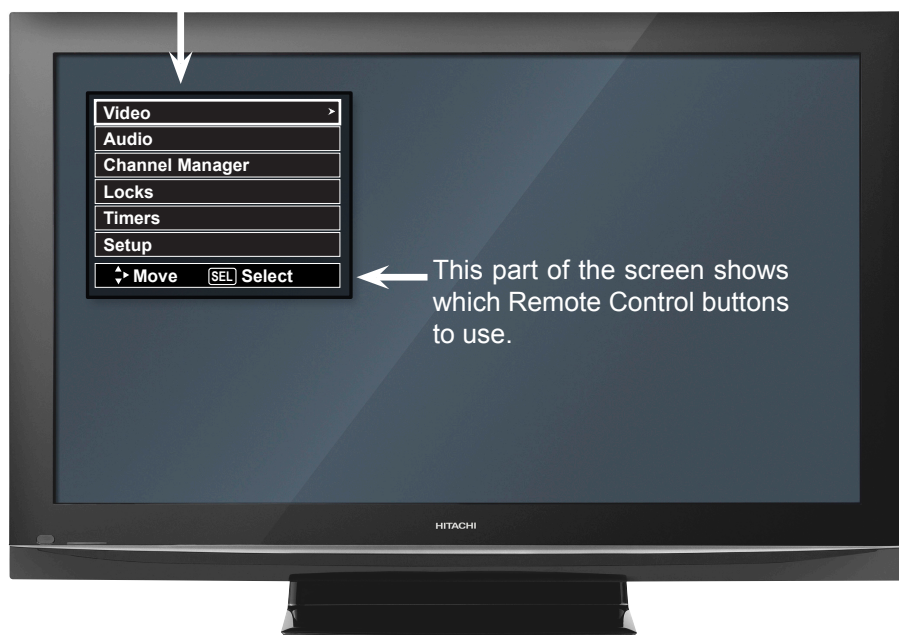 Video
Audio
Channel Manager
Locks
Timers
Setup
Move SEL Select
This part of the screen shows
which Remote Control buttons
to use.
HITACHI